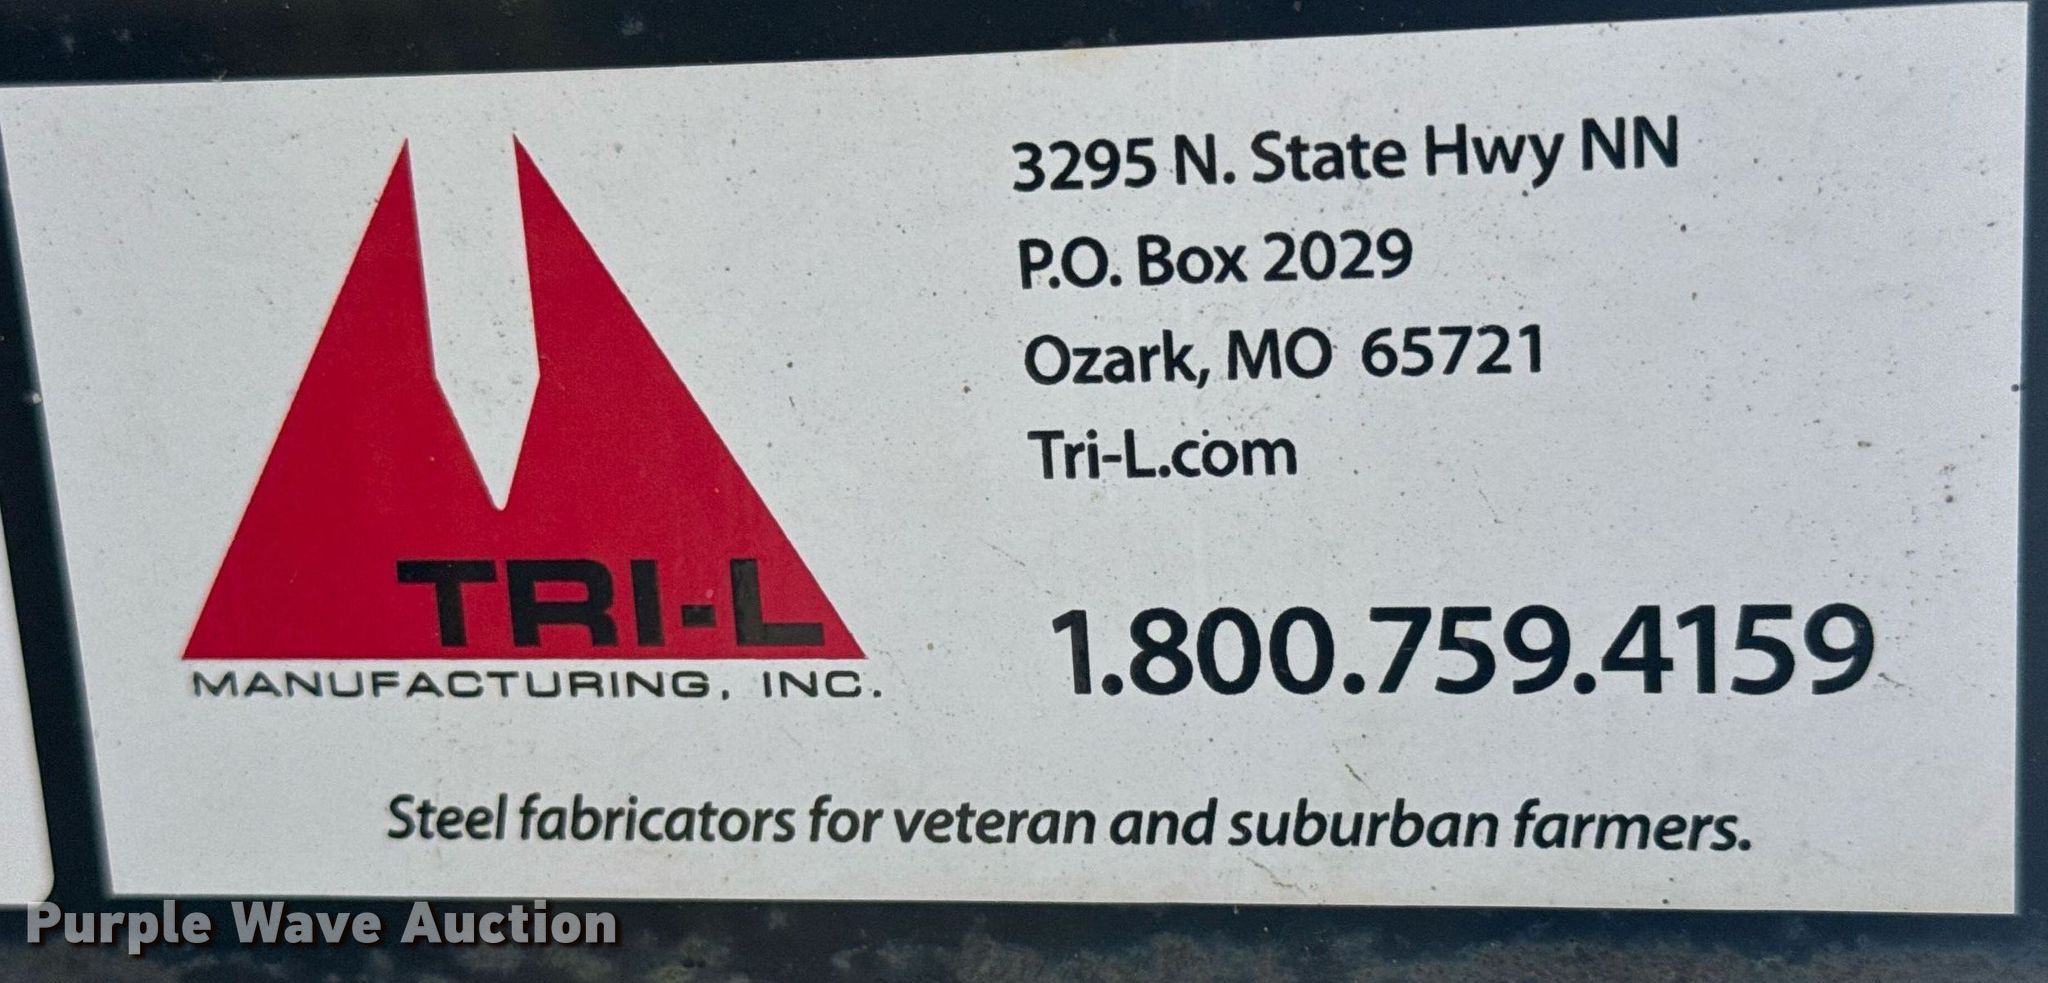 TRI-L
MANUFACTURING, INC.
3295 N. State Hwy NN
P.O. Box 2029
Ozark, MO 65721
Tri-L.com
1.800.759.4159
Steel fabricators for veteran and suburban farmers.
Purple Wave Auction